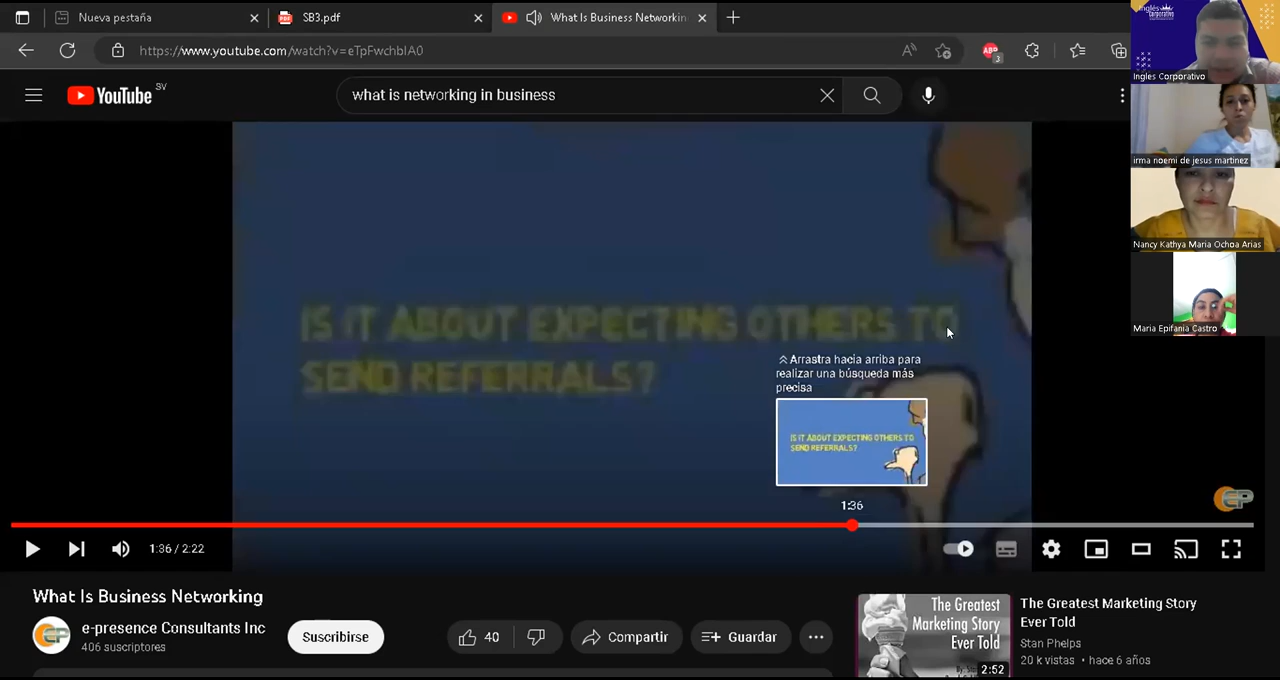 Nueva pestaña
SB3.pdf
What Is Business Networkin
https://www.youtube.com/watch?v=eTpFwchbIA0
ABP
3
YouTube SV
what is networking in business
IS IT ABOUT EXPECTING OTHERS TO
SEND REFERRALS?
Arrastra hacia arriba para
realizar una búsqueda más
precisa
IS IT ABOUT EXPECTING OTHERS TO
SEND REFERRALS?
1:36
1:36 / 2:22
What Is Business Networking
e-presence Consultants Inc
406 suscriptores
Suscribirse
40
Compartir
Guardar
The Greatest
Marketing Story
Ever Told
2:52
The Greatest Marketing Story
Ever Told
Stan Phelps
20 k vistas • hace 6 años
Inglés
Corporativo
Ingles Corporativo
irma noemi de jesus martinez
Nancy Kathya Maria Ochoa Arias
Maria Epifania Castro